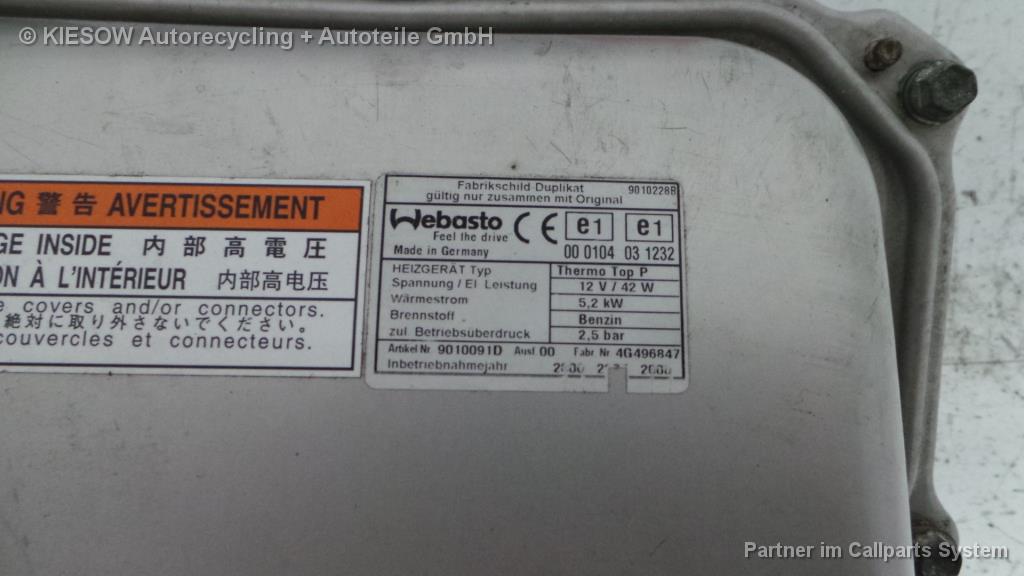 © KIESOW Autorecycling + Autoteile GmbH
NG 警告 AVERTISSEMENT
GE INSIDE 内部高電圧
ON À L'INTÉRIEUR 内部高电压
e covers and/or connectors.
絶対に取り外さないでください。
couvercles et connecteurs.
Fabrikschild-Duplikat 9010228B
gültig nur zusammen mit Original
Webasto CE e1 e1
Feel the drive
Made in Germany 00 0104 03 1232
HEIZGERÄT Typ Thermo Top P
Spannung / El Leistung 12 V / 42 W
Wärmestrom 5,2 kW
Brennstoff Benzin
zul. Betriebsüberdruck 2,5 bar
Artikel Nr. 9010091D Ausf 00 Fabr Nr. 4G496847
Inbetriebnahmejahr
Partner im Callparts System